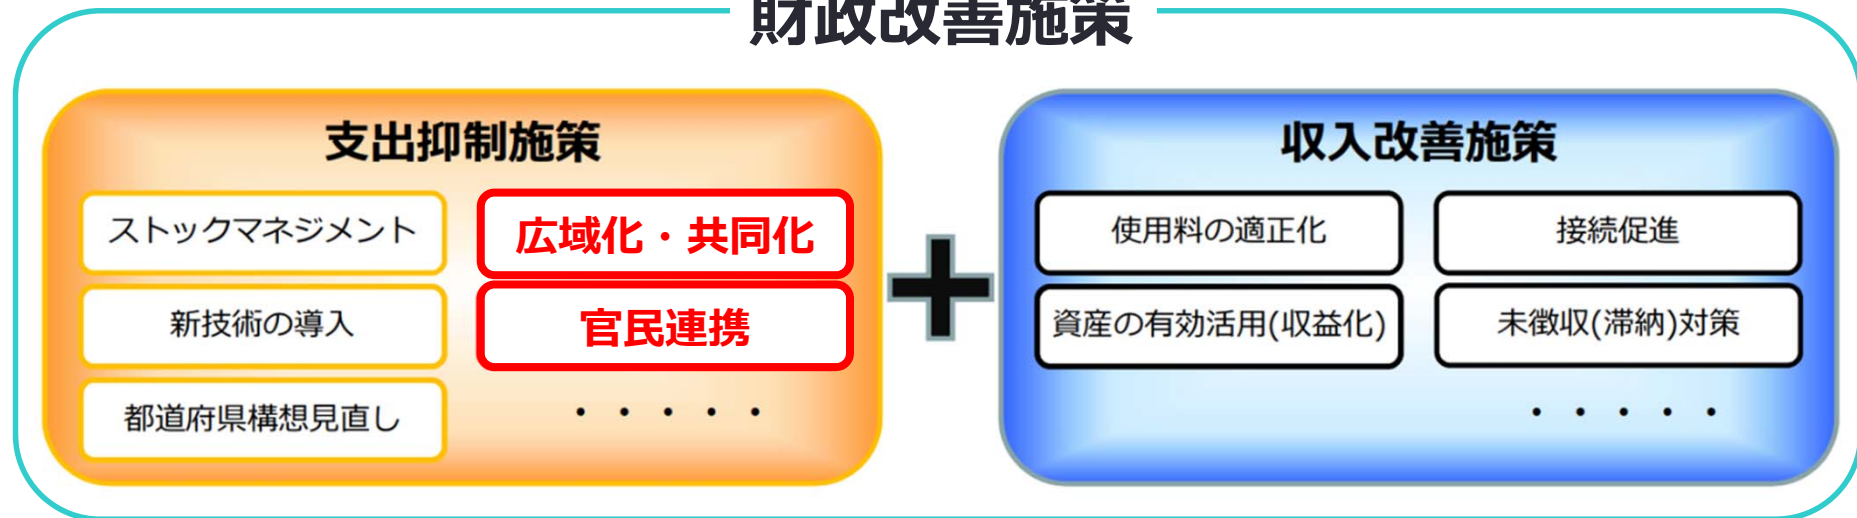 財政改善施策
支出抑制施策
ストックマネジメント
広域化・共同化
新技術の導入
官民連携
都道府県構想見直し
・・・・・
収入改善施策
使用料の適正化
接続促進
資産の有効活用(収益化)
未徴収(滞納)対策
・・・・・